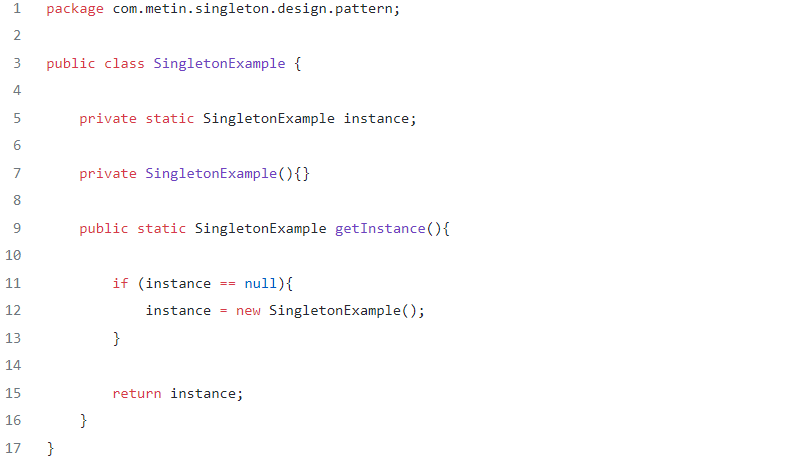 1 package com.metin.singleton.design.pattern;
2
3 public class SingletonExample {
4
5     private static SingletonExample instance;
6
7     private SingletonExample(){}
8
9     public static SingletonExample getInstance(){
10
11         if (instance == null){
12             instance = new SingletonExample();
13         }
14
15         return instance;
16     }
17 }